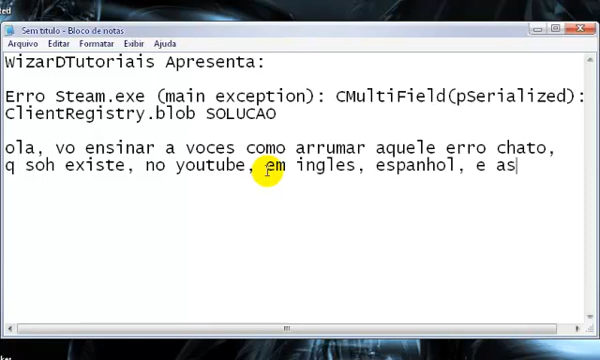 Sem título - Bloco de notas
Arquivo Editar Formatar Exibir Ajuda
WizarDTutoriais Apresenta:
Erro Steam.exe (main exception): CMultiField(pSerialized):
ClientRegistry.blob SOLUCAO
ola, vo ensinar a voces como arrumar aquele erro chato,
q soh existe, no youtube, em ingles, espanhol, e as